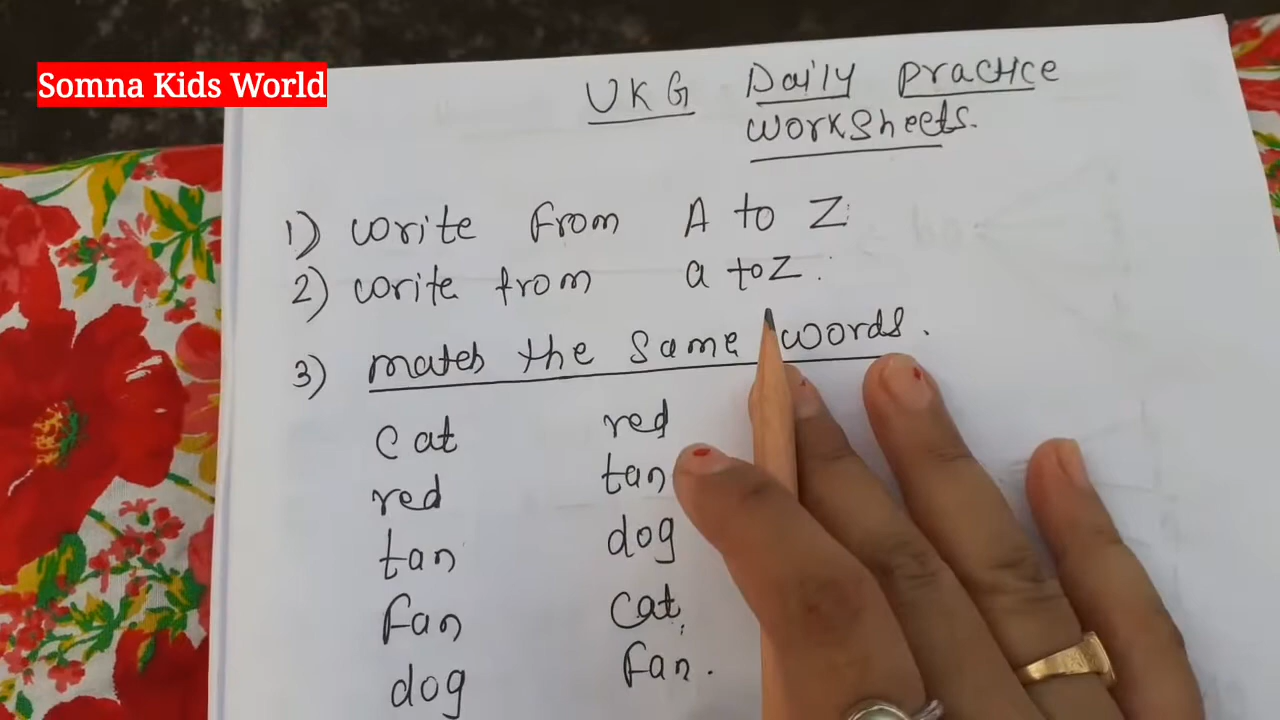 Somna Kids World
UKG Daily Practice
Worksheets.
1) Write from A to Z
2) write from a to z.
3) match the same words.
cat red
red tan
tan dog
Fan cat
dog Fan.